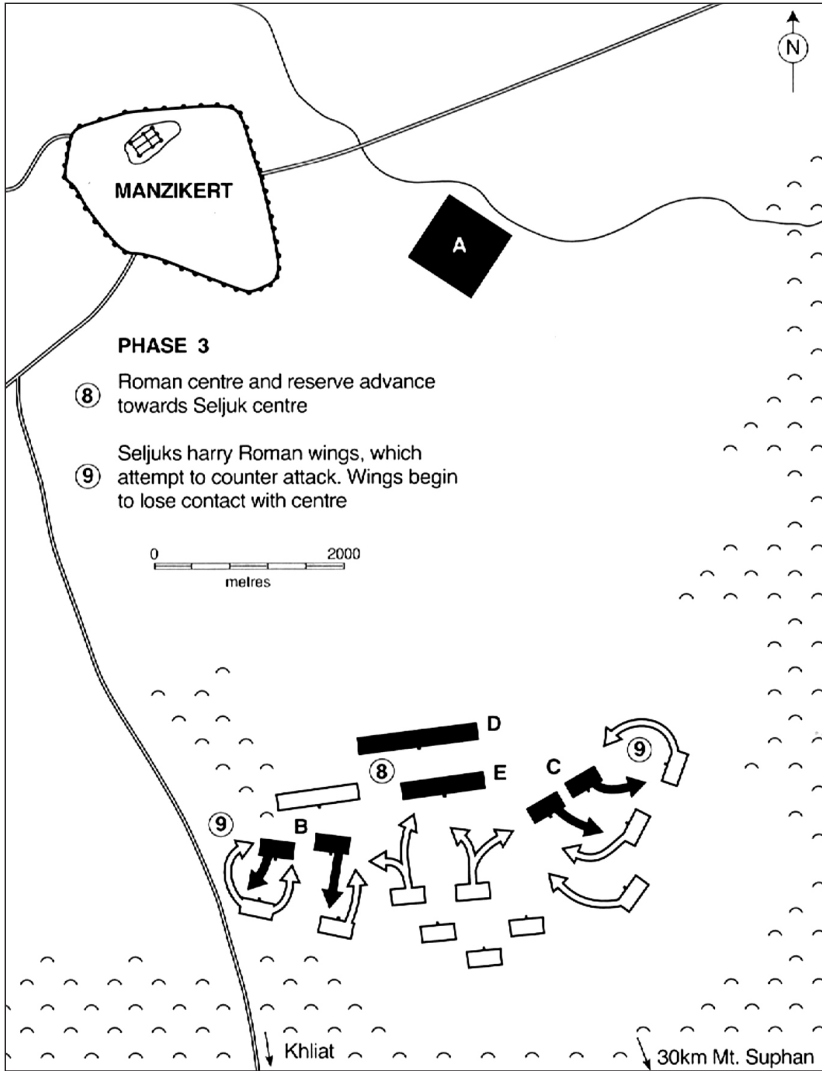 N
MANZIKERT
A
PHASE 3
8 Roman centre and reserve advance
towards Seljuk centre
9 Seljuks harry Roman wings, which
attempt to counter attack. Wings begin
to lose contact with centre
0 2000
metres
D
9
8
E
C
9
B
Khliat
30km Mt. Suphan